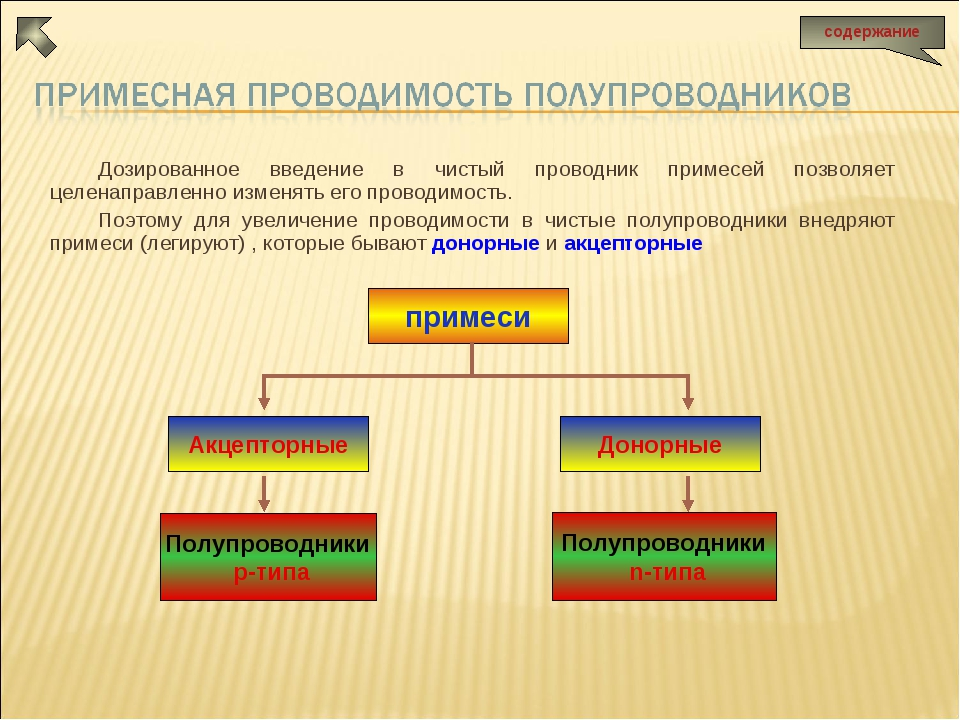 содержание
ПРИМЕСНАЯ ПРОВОДИМОСТЬ ПОЛУПРОВОДНИКОВ
Дозированное введение в чистый проводник примесей позволяет
целенаправленно изменять его проводимость.
Поэтому для увеличение проводимости в чистые полупроводники внедряют
примеси (легируют) , которые бывают донорные и акцепторные
примеси
Акцепторные
Донорные
Полупроводники
p-типа
Полупроводники
n-типа